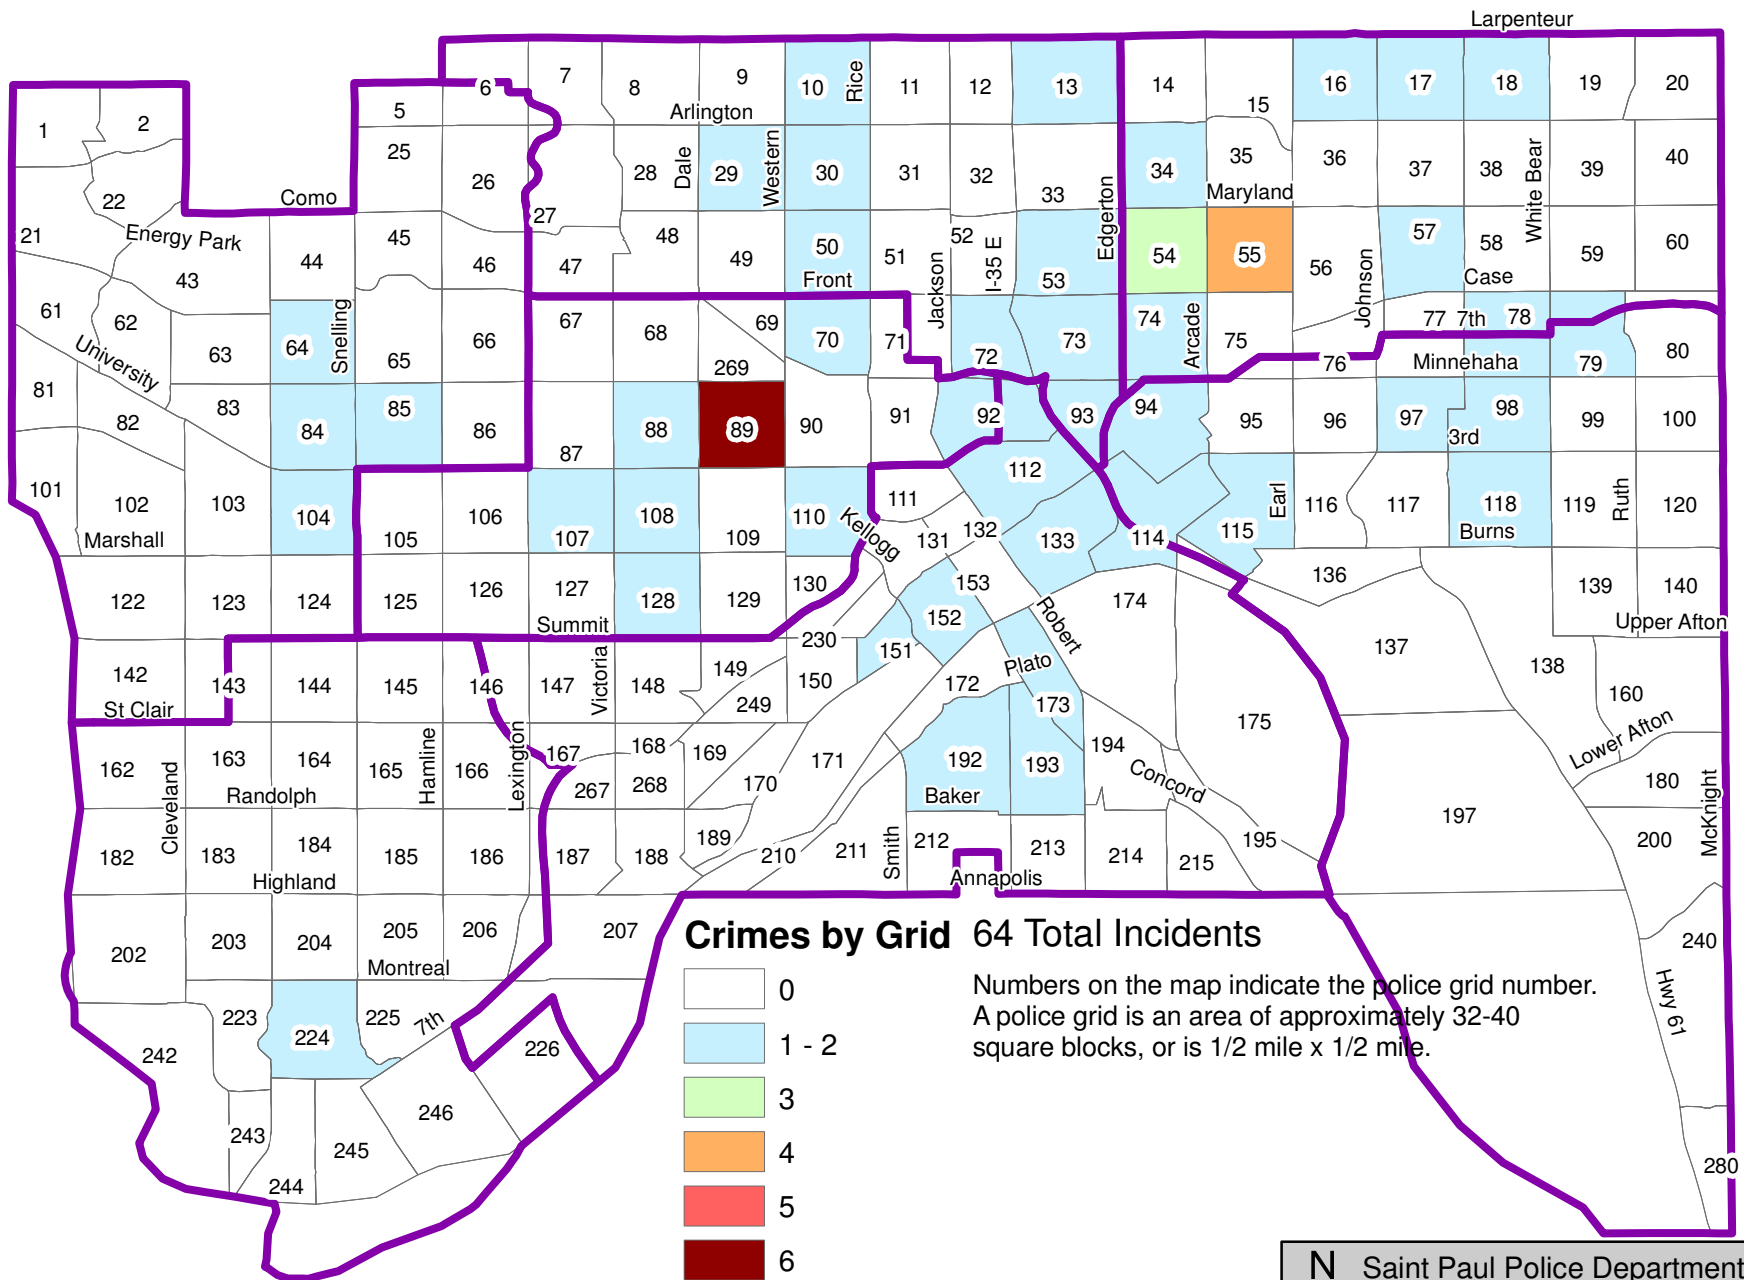 Larpenteur
1 2 5 6 7 8 9 10 Rice 11 12 13 14 15 16 17 18 19 20
Arlington
22 25 26 27 28 Dale 29 Western 30 31 32 33 Edgerton 34 35 36 37 38 White Bear 39 40
Como
Maryland
21 Energy Park 43 44 45 46 47 48 49 50 51 Jackson 52 I-35 E 53 54 55 56 Johnson 57 58 59 60
Front
Case
61 62 63 64 Snelling 65 66 67 68 69 269 70 71 72 73 74 Arcade 75 76 77 7th 78 79 80
University
Minnehaha
81 82 83 84 85 86 87 88 89 90 91 92 93 94 95 96 97 98 99 100
3rd
101 102 103 104 105 106 107 108 109 110 Kellogg 111 112 131 132 133 114 115 Earl 116 117 118 119 Ruth 120
Marshall
Burns
122 123 124 125 126 127 128 129 130 153 152 174 136 139 140
Summit
Upper Afton
142 143 144 145 146 147 Victoria 148 149 249 150 230 151 172 Plato Robert 173 175 137 138 160
St Clair
Lower Afton
162 Cleveland 163 164 165 Hamline 166 Lexington 167 267 168 268 169 170 171 192 193 194 Concord 197 180 McKnight
Randolph
Baker
182 183 184 185 186 187 188 189 210 211 Smith 212 213 214 215 195 200
Highland
Annapolis
202 203 204 205 206 207 240
Montreal
Hwy 61
242 223 224 225 7th 226
243 244 245 246 280
Crimes by Grid
64 Total Incidents
0
1 - 2
3
4
5
6
Numbers on the map indicate the police grid number.
A police grid is an area of approximately 32-40
square blocks, or is 1/2 mile x 1/2 mile.
N
Saint Paul Police Department